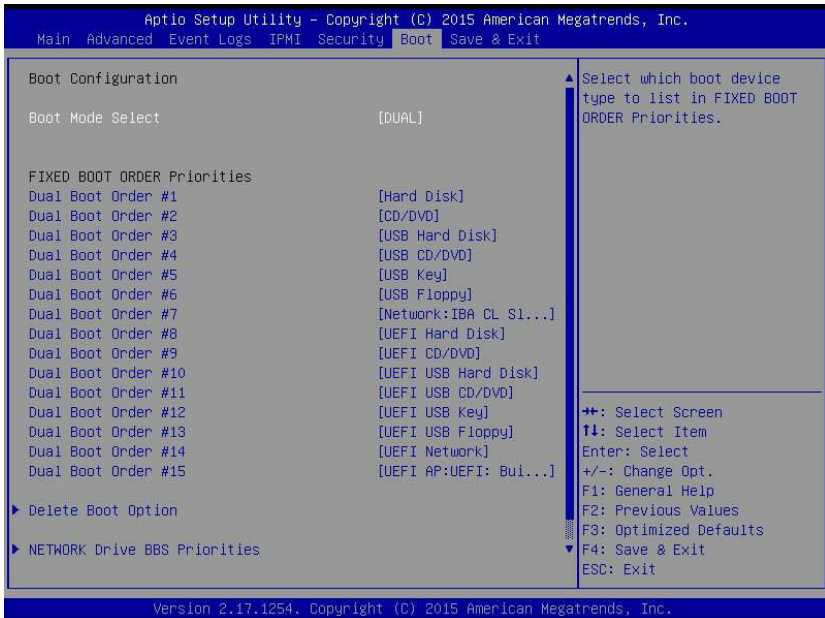 Aptio Setup Utility – Copyright (C) 2015 American Megatrends, Inc.
Main Advanced Event Logs IPMI Security Boot Save & Exit
Boot Configuration
Boot Mode Select [DUAL]
FIXED BOOT ORDER Priorities
Dual Boot Order #1 [Hard Disk]
Dual Boot Order #2 [CD/DVD]
Dual Boot Order #3 [USB Hard Disk]
Dual Boot Order #4 [USB CD/DVD]
Dual Boot Order #5 [USB Key]
Dual Boot Order #6 [USB Floppy]
Dual Boot Order #7 [Network:IBA CL Sl...]
Dual Boot Order #8 [UEFI Hard Disk]
Dual Boot Order #9 [UEFI CD/DVD]
Dual Boot Order #10 [UEFI USB Hard Disk]
Dual Boot Order #11 [UEFI USB CD/DVD]
Dual Boot Order #12 [UEFI USB Key]
Dual Boot Order #13 [UEFI USB Floppy]
Dual Boot Order #14 [UEFI Network]
Dual Boot Order #15 [UEFI AP:UEFI: Bui...]
Delete Boot Option
NETWORK Drive BBS Priorities
Select which boot device
type to list in FIXED BOOT
ORDER Priorities.
→←: Select Screen
↑↓: Select Item
Enter: Select
+/-: Change Opt.
F1: General Help
F2: Previous Values
F3: Optimized Defaults
F4: Save & Exit
ESC: Exit
Version 2.17.1254. Copyright (C) 2015 American Megatrends, Inc.